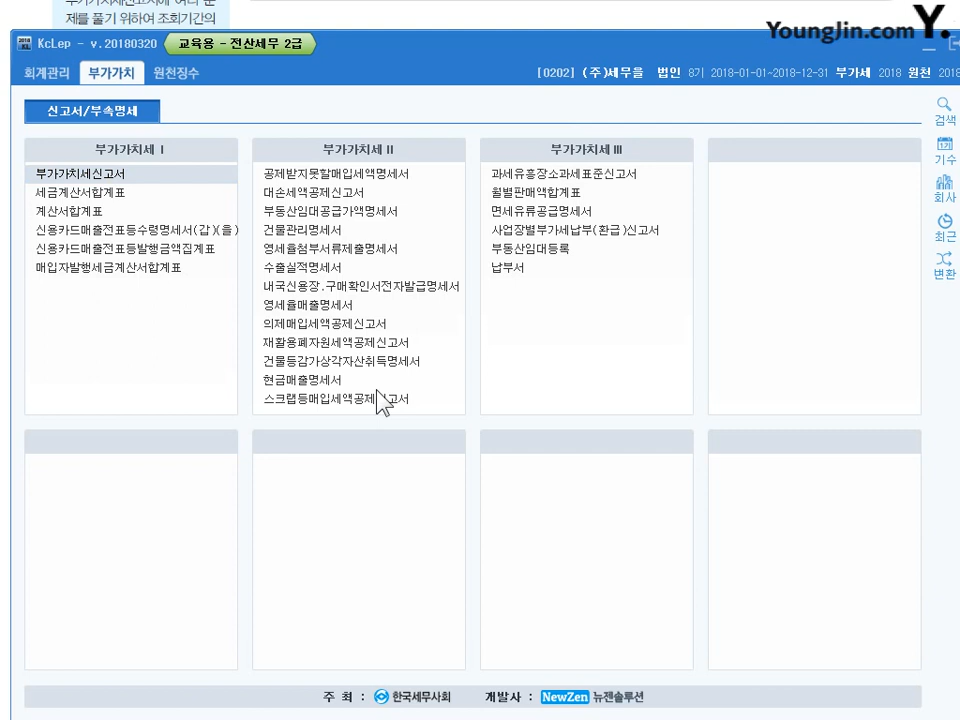 제를 풀기 위하여 조회기간의
YoungJin.com Y.
KcLep - v.20180320 교육용 - 전산세무 2급
회계관리 부가가치 원천징수
[0202] (주)세무을 법인 8기 2018-01-01-2018-12-31 부가세 2018 원천 2018
신고서/부속명세
검색
기수
회사
최근
변환
부가가치세 I
부가가치세신고서
세금계산서합계표
계산서합계표
신용카드매출전표등수령명세서(갑)(을)
신용카드매출전표등발행금액집계표
매입자발행세금계산서합계표
부가가치세 II
공제받지못할매입세액명세서
대손세액공제신고서
부동산임대공급가액명세서
건물관리명세서
영세율첨부서류제출명세서
수출실적명세서
내국신용장.구매확인서전자발급명세서
영세율매출명세서
의제매입세액공제신고서
재활용폐자원세액공제신고서
건물등감가상각자산취득명세서
현금매출명세서
스크랩등매입세액공제신고서
부가가치세 III
과세유흥장소과세표준신고서
월별판매액합계표
면세유류공급명세서
사업장별부가세납부(환급)신고서
부동산임대등록
납부서
주 최 : 한국세무사회 개발사 : NewZen 뉴젠솔루션